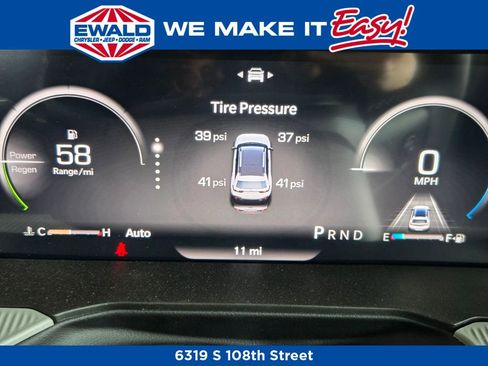 EWALD
CHRYSLER • JEEP • DODGE • RAM
WE MAKE IT Easy!
Tire Pressure
39 psi 37 psi
41 psi 41 psi
Power
Regen
58
Range/mi
0
MPH
C H Auto
PRND
E F
11 mi
6319 S 108th Street